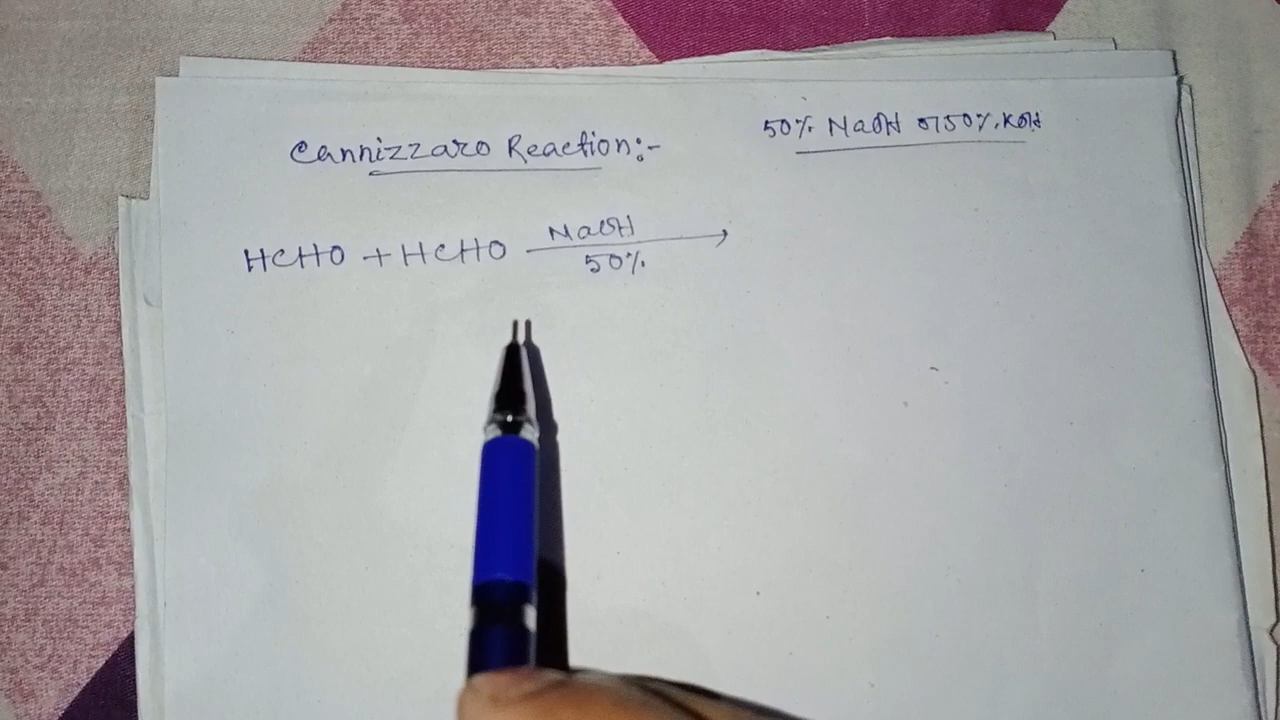 Cannizzaro Reaction:-
50% NaOH or 50% KOH
HCHO + HCHO NaOH
50%